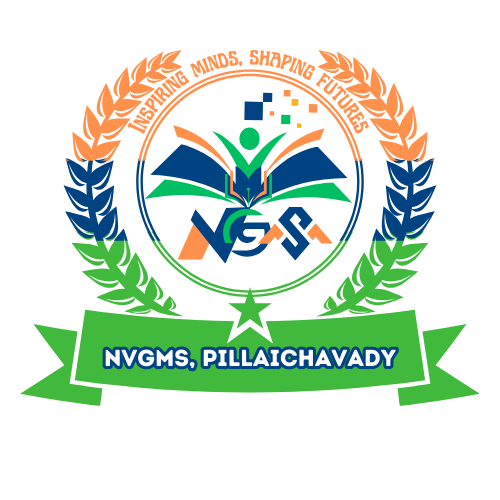 INSPIRING MINDS, SHAPING FUTURES
NVGMS, PILLAICHAVADY